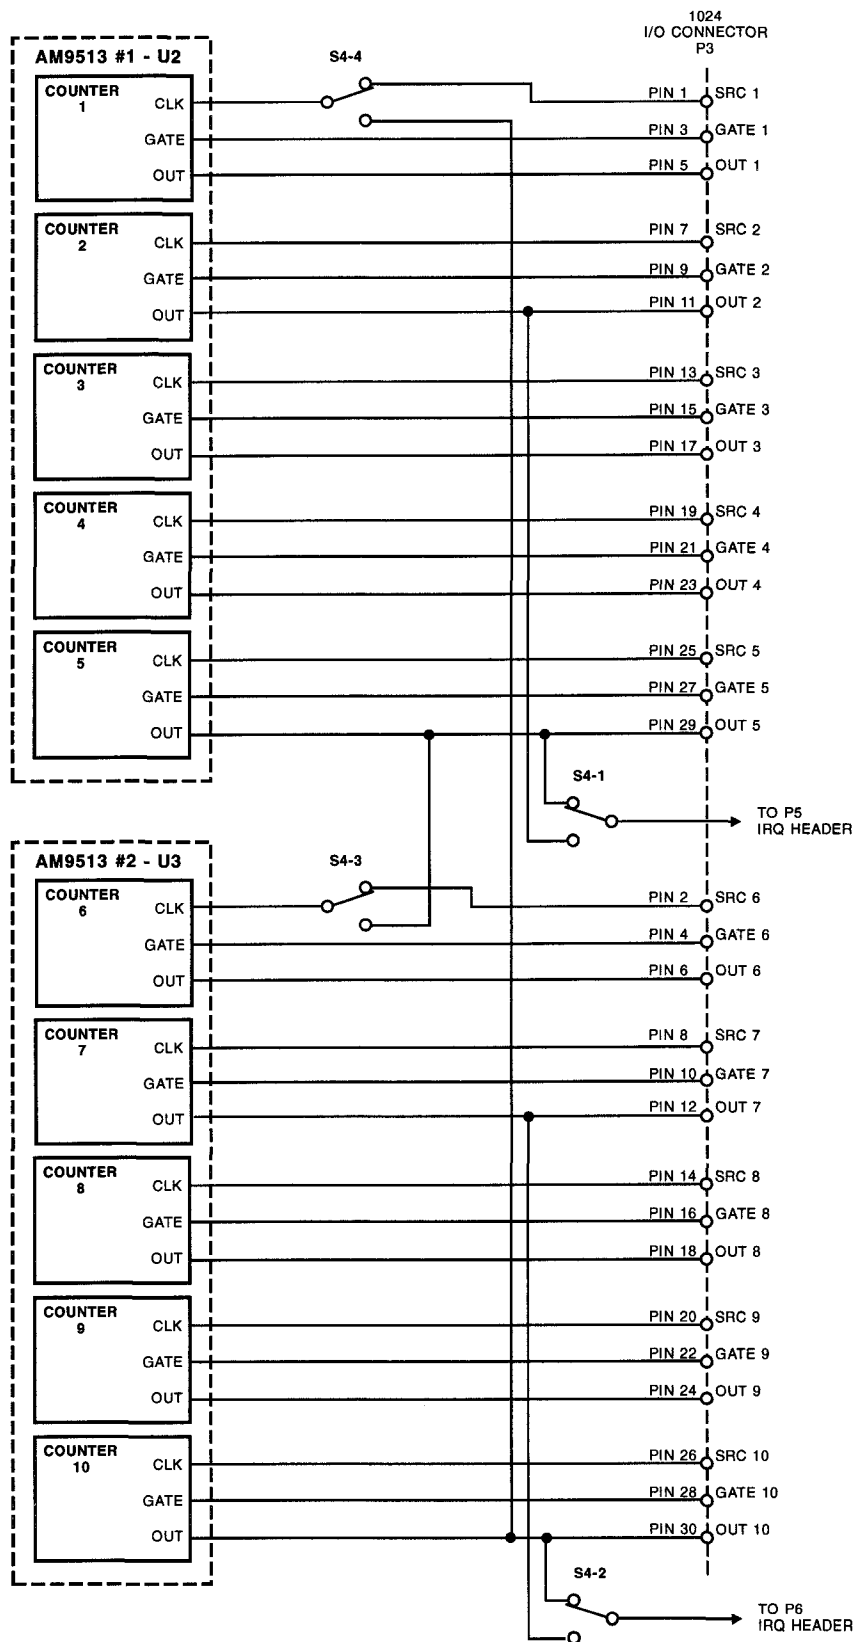 1024
I/O CONNECTOR
P3
AM9513 #1 - U2
S4-4
COUNTER
1
CLK
PIN 1
SRC 1
GATE
PIN 3
GATE 1
OUT
PIN 5
OUT 1
COUNTER
2
CLK
PIN 7
SRC 2
GATE
PIN 9
GATE 2
OUT
PIN 11
OUT 2
COUNTER
3
CLK
PIN 13
SRC 3
GATE
PIN 15
GATE 3
OUT
PIN 17
OUT 3
COUNTER
4
CLK
PIN 19
SRC 4
GATE
PIN 21
GATE 4
OUT
PIN 23
OUT 4
COUNTER
5
CLK
PIN 25
SRC 5
GATE
PIN 27
GATE 5
OUT
PIN 29
OUT 5
S4-1
TO P5
IRQ HEADER
AM9513 #2 - U3
S4-3
COUNTER
6
CLK
PIN 2
SRC 6
GATE
PIN 4
GATE 6
OUT
PIN 6
OUT 6
COUNTER
7
CLK
PIN 8
SRC 7
GATE
PIN 10
GATE 7
OUT
PIN 12
OUT 7
COUNTER
8
CLK
PIN 14
SRC 8
GATE
PIN 16
GATE 8
OUT
PIN 18
OUT 8
COUNTER
9
CLK
PIN 20
SRC 9
GATE
PIN 22
GATE 9
OUT
PIN 24
OUT 9
COUNTER
10
CLK
PIN 26
SRC 10
GATE
PIN 28
GATE 10
OUT
PIN 30
OUT 10
S4-2
TO P6
IRQ HEADER